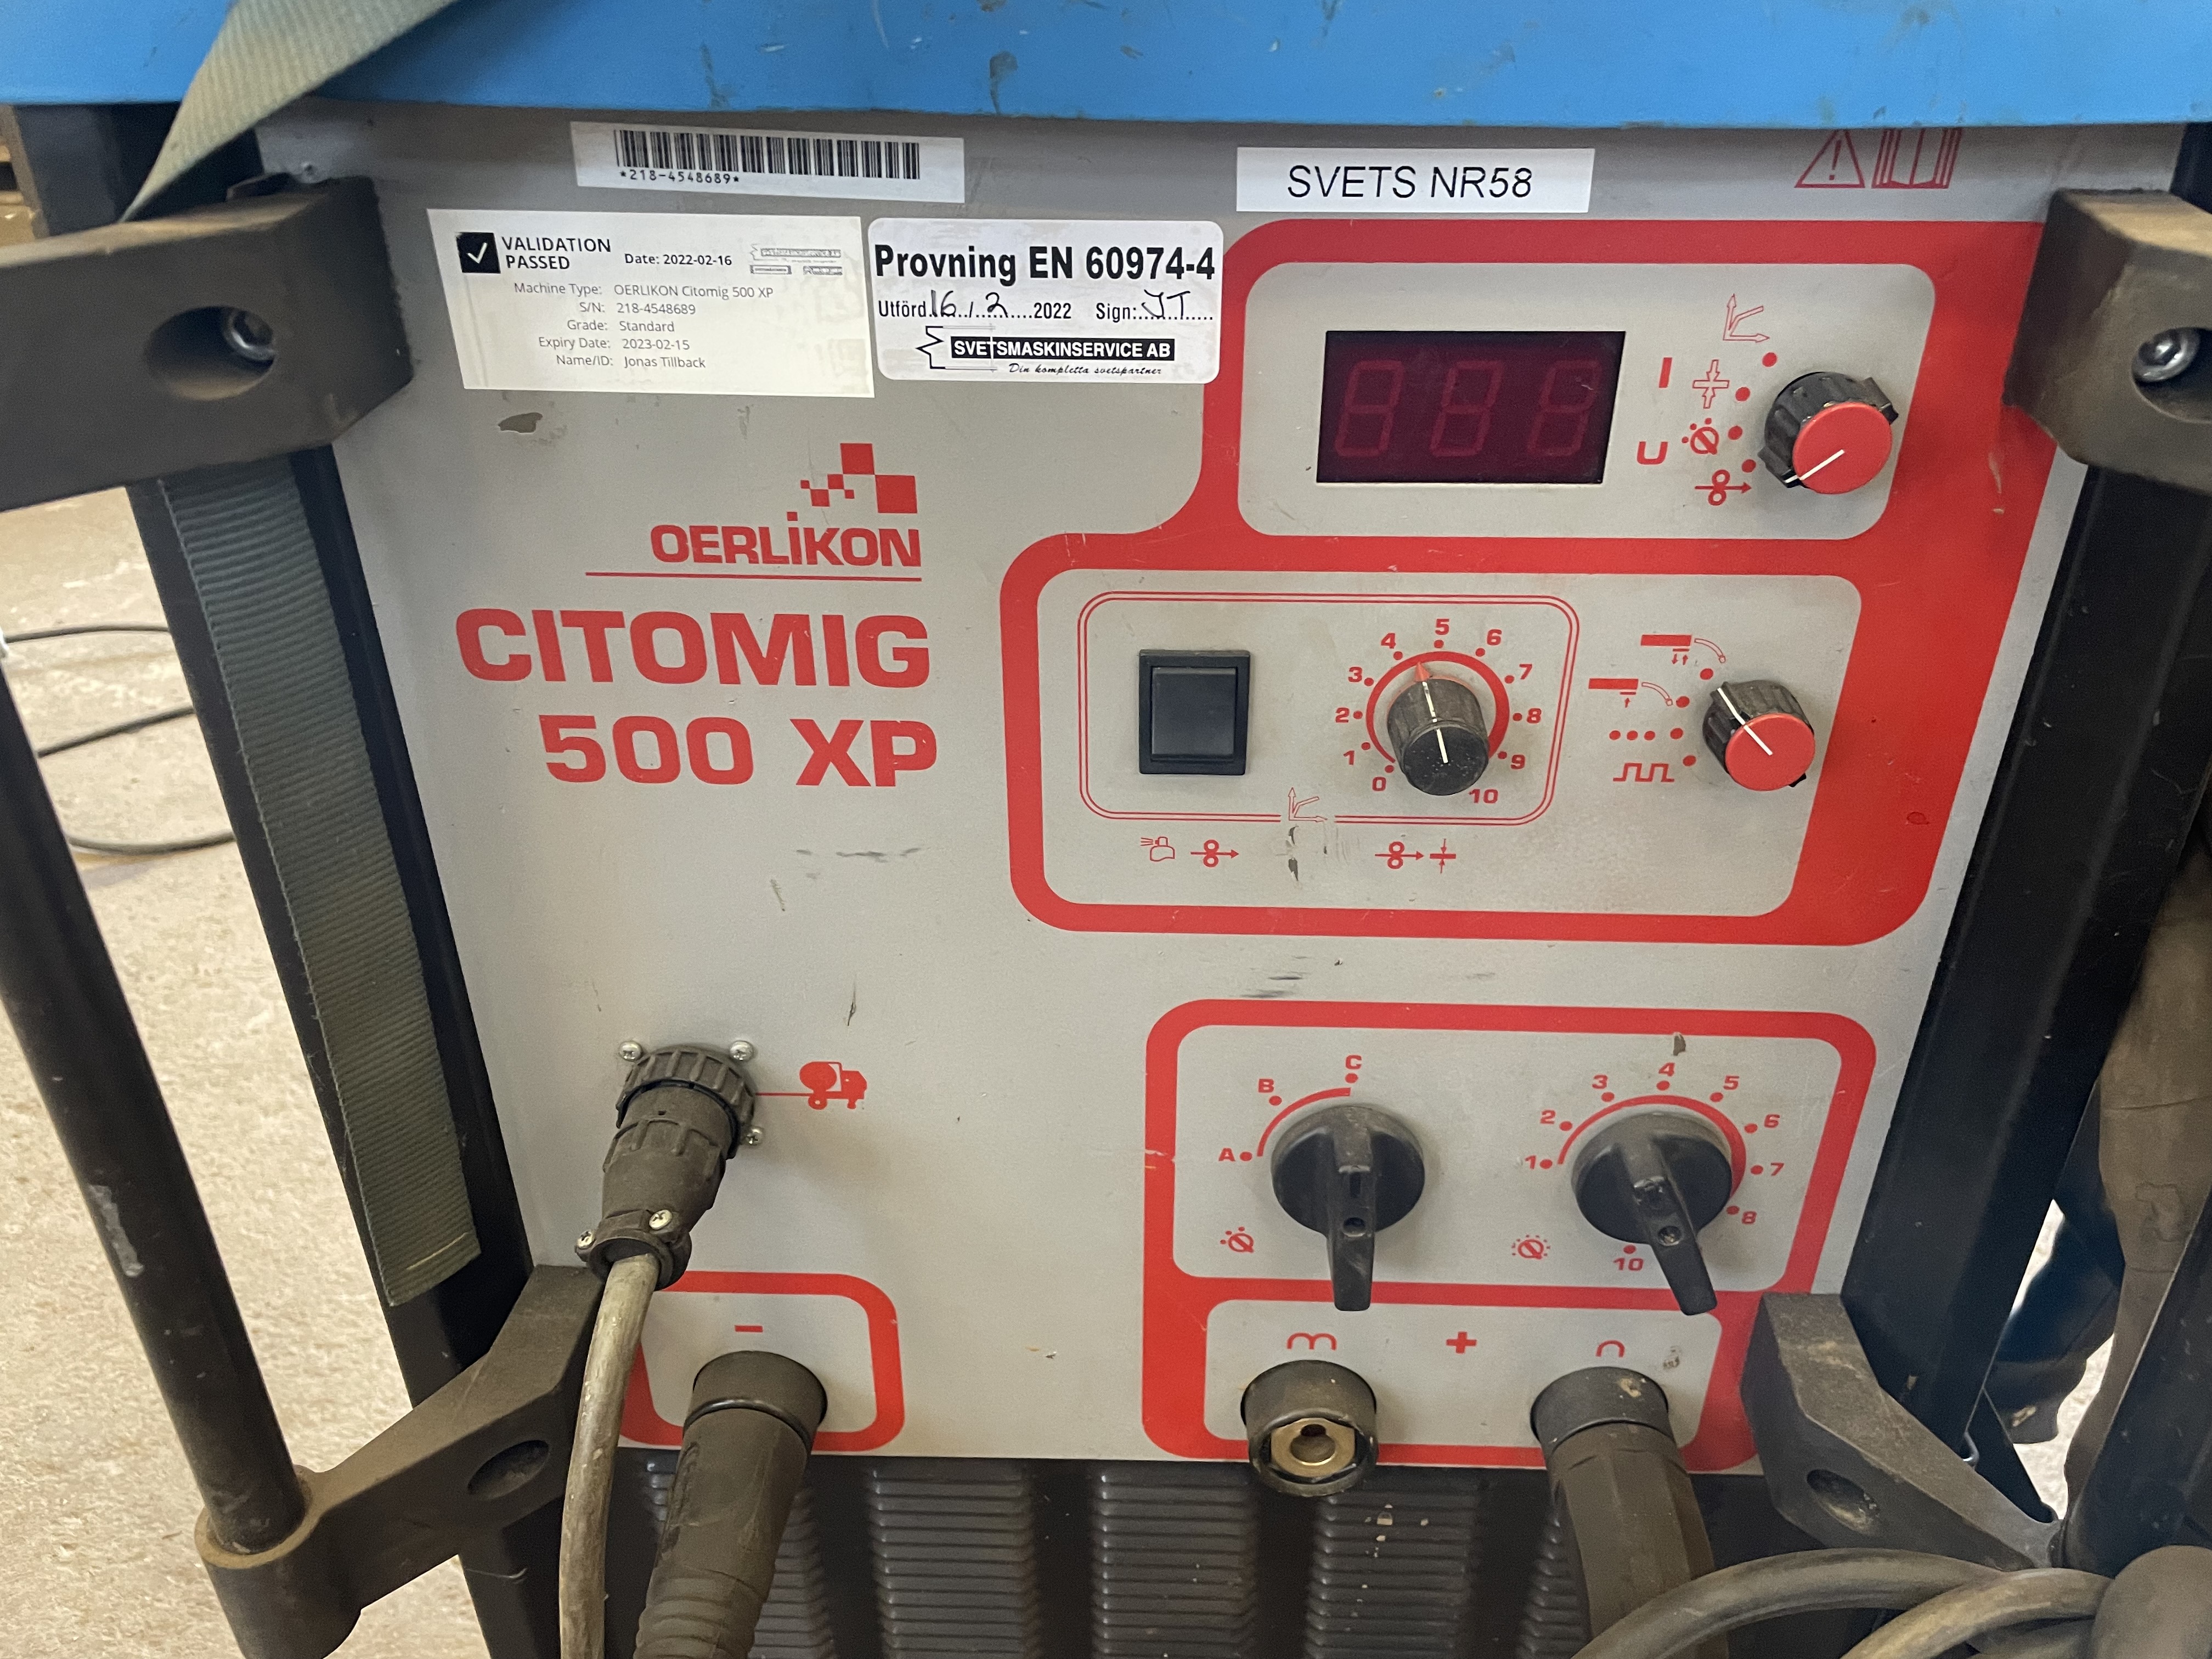 *218-4548689*
SVETS NR58
VALIDATION
PASSED
Date: 2022-02-16
Machine Type: OERLIKON Citomig 500 XP
S/N: 218-4548689
Grade: Standard
Expiry Date: 2023-02-15
Name/ID: Jonas Tillback
Provning EN 60974-4
Utförd 16/2 2022 Sign: JT
SVETSMASKINSERVICE AB
Din kompletta svetspartner
I
U
OERLIKON
CITOMIG
500 XP
0 1 2 3 4 5 6 7 8 9 10
A B C
1 2 3 4 5 6 7 8 10
-
+